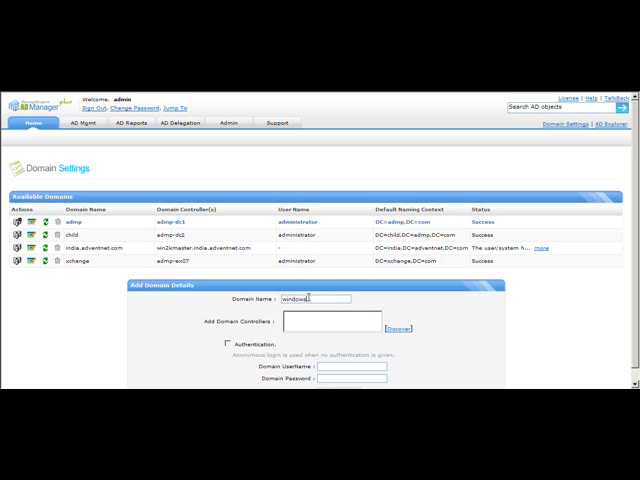 ManageEngine
ADManager plus
Welcome, admin
Sign Out, Change Password, Jump To
License | Help | TalkBack
Search AD objects
Home AD Mgmt AD Reports AD Delegation Admin Support
Domain Settings | AD Explorer
Domain Settings
Available Domains
Actions Domain Name Domain Controller(s) User Name Default Naming Context Status
admp admp-dc1 administrator DC=admp,DC=com Success
child admp-dc2 administrator DC=child,DC=admp,DC=com Success
india.adventnet.com win2kmaster.india.adventnet.com - DC=india,DC=adventnet,DC=com The user/system h... more
xchange admp-ex07 administrator DC=xchange,DC=com Success
Add Domain Details
Domain Name : windows
Add Domain Controllers : [Discover]
Authentication.
Anonymous login is used when no authentication is given.
Domain UserName :
Domain Password :